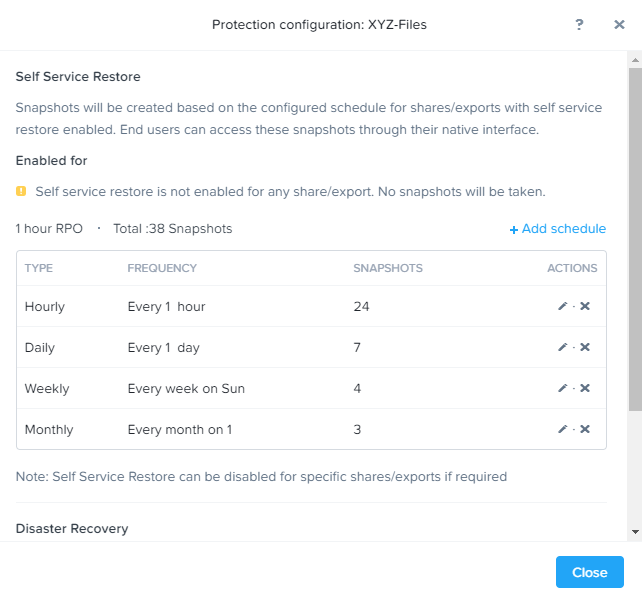 Protection configuration: XYZ-Files
?
Self Service Restore
Snapshots will be created based on the configured schedule for shares/exports with self service
restore enabled. End users can access these snapshots through their native interface.
Enabled for
Self service restore is not enabled for any share/export. No snapshots will be taken.
1 hour RPO · Total :38 Snapshots + Add schedule
TYPE FREQUENCY SNAPSHOTS ACTIONS
Hourly Every 1 hour 24
Daily Every 1 day 7
Weekly Every week on Sun 4
Monthly Every month on 1 3
Note: Self Service Restore can be disabled for specific shares/exports if required
Disaster Recovery
Close